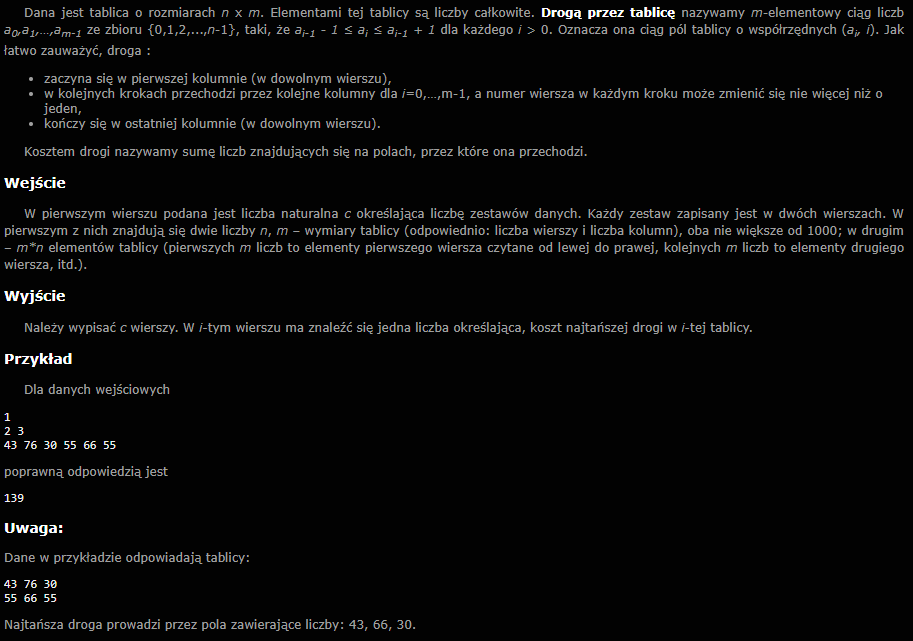 Dana jest tablica o rozmiarach n x m. Elementami tej tablicy są liczby całkowite. Drogą przez tablicę nazywamy m-elementowy ciąg liczb
a0,a1,...,am-1 ze zbioru {0,1,2,...,n-1}, taki, że ai-1 - 1 ≤ ai ≤ ai-1 + 1 dla każdego i > 0. Oznacza ona ciąg pól tablicy o współrzędnych (ai, i). Jak
łatwo zauważyć, droga :
• zaczyna się w pierwszej kolumnie (w dowolnym wierszu),
• w kolejnych krokach przechodzi przez kolejne kolumny dla i=0,...,m-1, a numer wiersza w każdym kroku może zmienić się nie więcej niż o
jeden,
• kończy się w ostatniej kolumnie (w dowolnym wierszu).
Kosztem drogi nazywamy sumę liczb znajdujących się na polach, przez które ona przechodzi.
Wejście
W pierwszym wierszu podana jest liczba naturalna c określająca liczbę zestawów danych. Każdy zestaw zapisany jest w dwóch wierszach. W
pierwszym z nich znajdują się dwie liczby n, m – wymiary tablicy (odpowiednio: liczba wierszy i liczba kolumn), oba nie większe od 1000; w drugim
– m*n elementów tablicy (pierwszych m liczb to elementy pierwszego wiersza czytane od lewej do prawej, kolejnych m liczb to elementy drugiego
wiersza, itd.).
Wyjście
Należy wypisać c wierszy. W i-tym wierszu ma znaleźć się jedna liczba określająca, koszt najtańszej drogi w i-tej tablicy.
Przykład
Dla danych wejściowych
1
2 3
43 76 30 55 66 55
poprawną odpowiedzią jest
139
Uwaga:
Dane w przykładzie odpowiadają tablicy:
43 76 30
55 66 55
Najtańsza droga prowadzi przez pola zawierające liczby: 43, 66, 30.